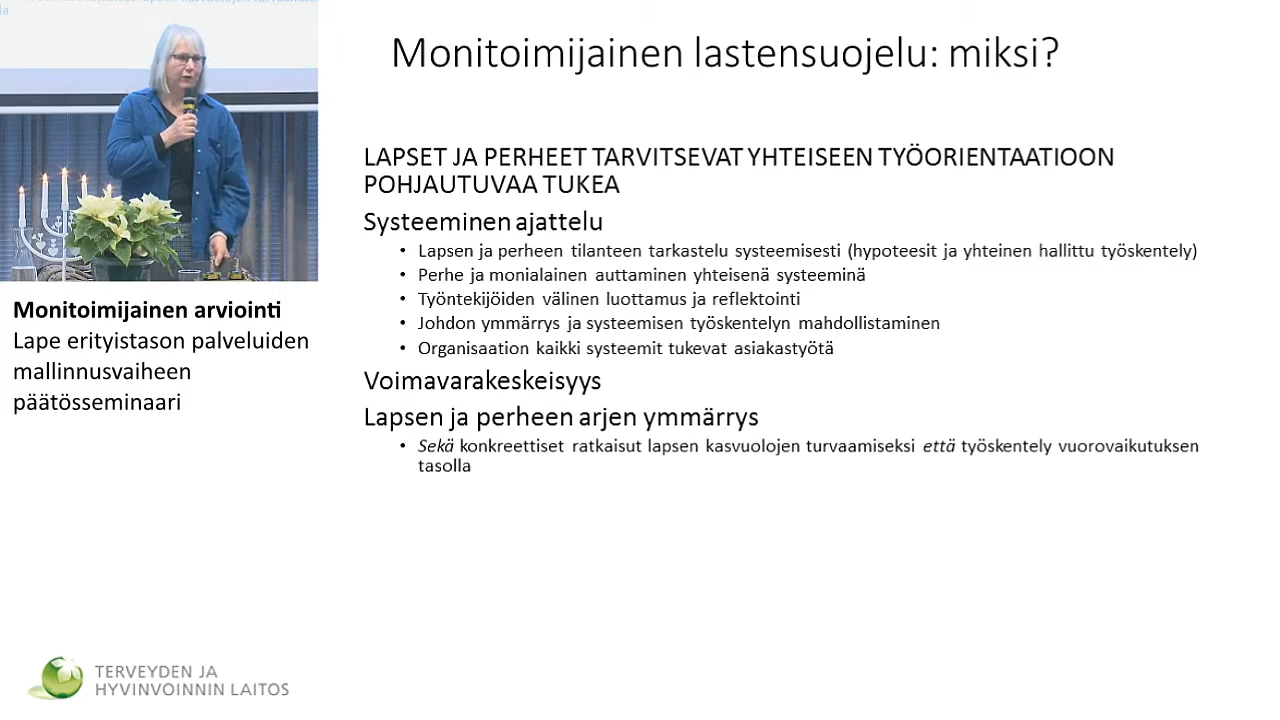 Monitoimijainen lastensuojelu: miksi?
LAPSET JA PERHEET TARVITSEVAT YHTEISEEN TYÖORIENTAATIOON
POHJAUTUVAA TUKEA
Systeeminen ajattelu
• Lapsen ja perheen tilanteen tarkastelu systeemisesti (hypoteesit ja yhteinen hallittu työskentely)
• Perhe ja monialainen auttaminen yhteisenä systeeminä
• Työntekijöiden välinen luottamus ja reflektointi
• Johdon ymmärrys ja systeemisen työskentelyn mahdollistaminen
• Organisaation kaikki systeemit tukevat asiakastyötä
Voimavarakeskeisyys
Lapsen ja perheen arjen ymmärrys
• Sekä konkreettiset ratkaisut lapsen kasvuolojen turvaamiseksi että työskentely vuorovaikutuksen
tasolla
Monitoimijainen arviointi
Lape erityistason palveluiden
mallinnusvaiheen
päätösseminaari
TERVEYDEN JA
HYVINVOINNIN LAITOS